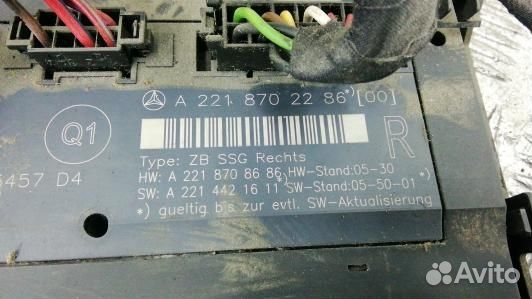 A 221 870 22 86*)[00]
Q1
R
Type: ZB SSG Rechts
5457 D4
HW: A 221 870 86 86 HW-Stand:05-30
SW: A 221 442 16 11 *) SW-Stand:05-50-01 *)
*) gueltig bis zur evtl. SW-Aktualisierung
Avito